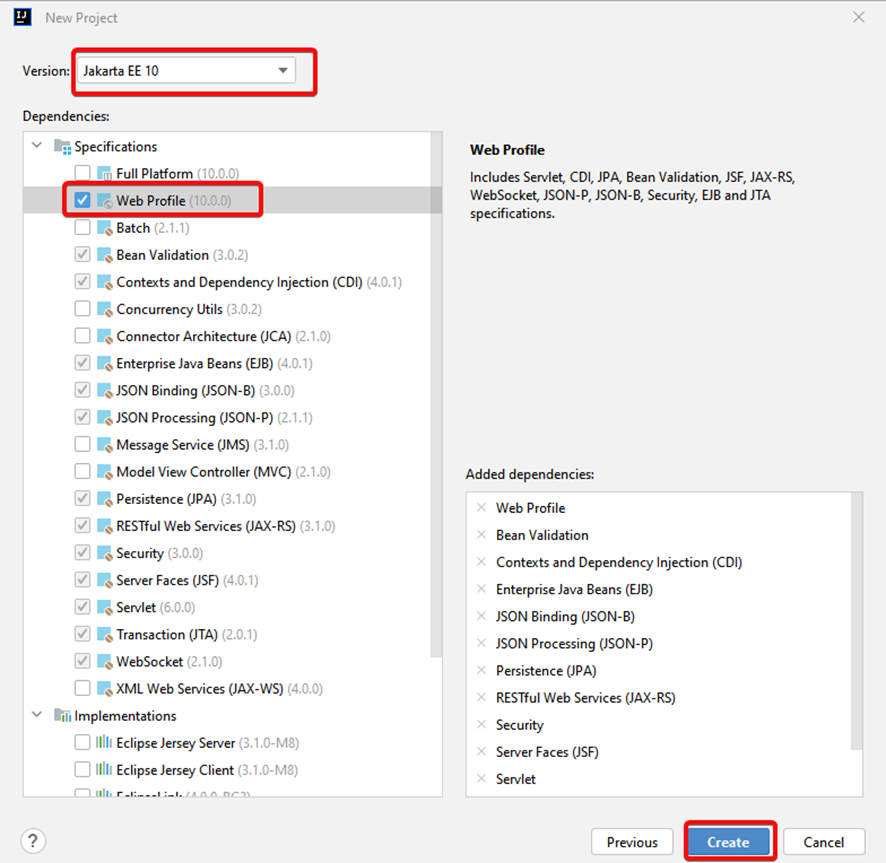 New Project
Version: Jakarta EE 10
Dependencies:
Specifications
Full Platform (10.0.0)
Web Profile (10.0.0)
Batch (2.1.1)
Bean Validation (3.0.2)
Contexts and Dependency Injection (CDI) (4.0.1)
Concurrency Utils (3.0.2)
Connector Architecture (JCA) (2.1.0)
Enterprise Java Beans (EJB) (4.0.1)
JSON Binding (JSON-B) (3.0.0)
JSON Processing (JSON-P) (2.1.1)
Message Service (JMS) (3.1.0)
Model View Controller (MVC) (2.1.0)
Persistence (JPA) (3.1.0)
RESTful Web Services (JAX-RS) (3.1.0)
Security (3.0.0)
Server Faces (JSF) (4.0.1)
Servlet (6.0.0)
Transaction (JTA) (2.0.1)
WebSocket (2.1.0)
XML Web Services (JAX-WS) (4.0.0)
Implementations
Eclipse Jersey Server (3.1.0-M8)
Eclipse Jersey Client (3.1.0-M8)
Web Profile
Includes Servlet, CDI, JPA, Bean Validation, JSF, JAX-RS,
WebSocket, JSON-P, JSON-B, Security, EJB and JTA
specifications.
Added dependencies:
Web Profile
Bean Validation
Contexts and Dependency Injection (CDI)
Enterprise Java Beans (EJB)
JSON Binding (JSON-B)
JSON Processing (JSON-P)
Persistence (JPA)
RESTful Web Services (JAX-RS)
Security
Server Faces (JSF)
Servlet
? Previous Create Cancel